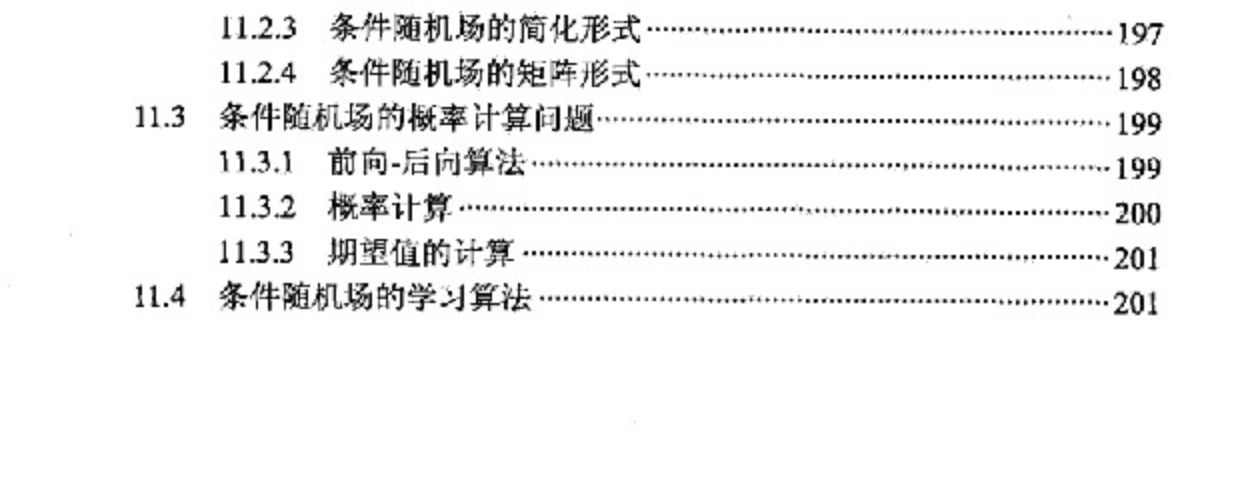 11.2.3 条件随机场的简化形式……197
11.2.4 条件随机场的矩阵形式……198
11.3 条件随机场的概率计算问题……199
11.3.1 前向-后向算法……199
11.3.2 概率计算……200
11.3.3 期望值的计算……201
11.4 条件随机场的学习算法……201